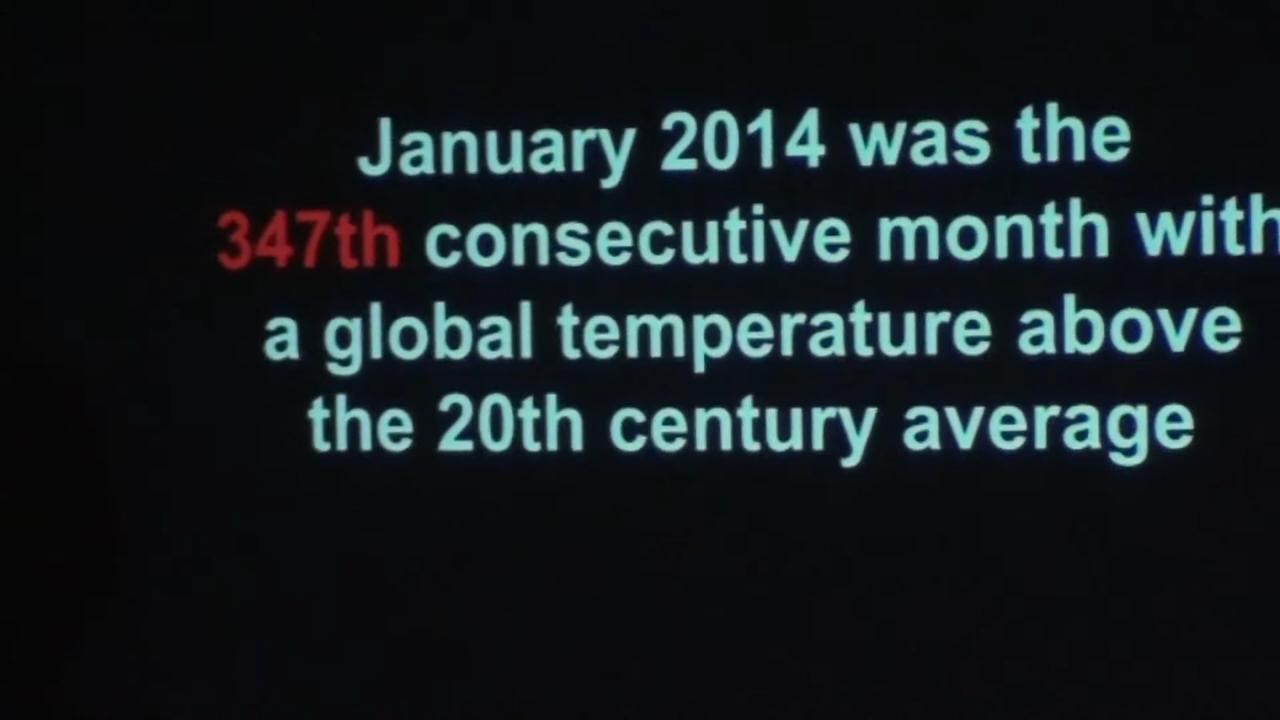 January 2014 was the
347th consecutive month with
a global temperature above
the 20th century average